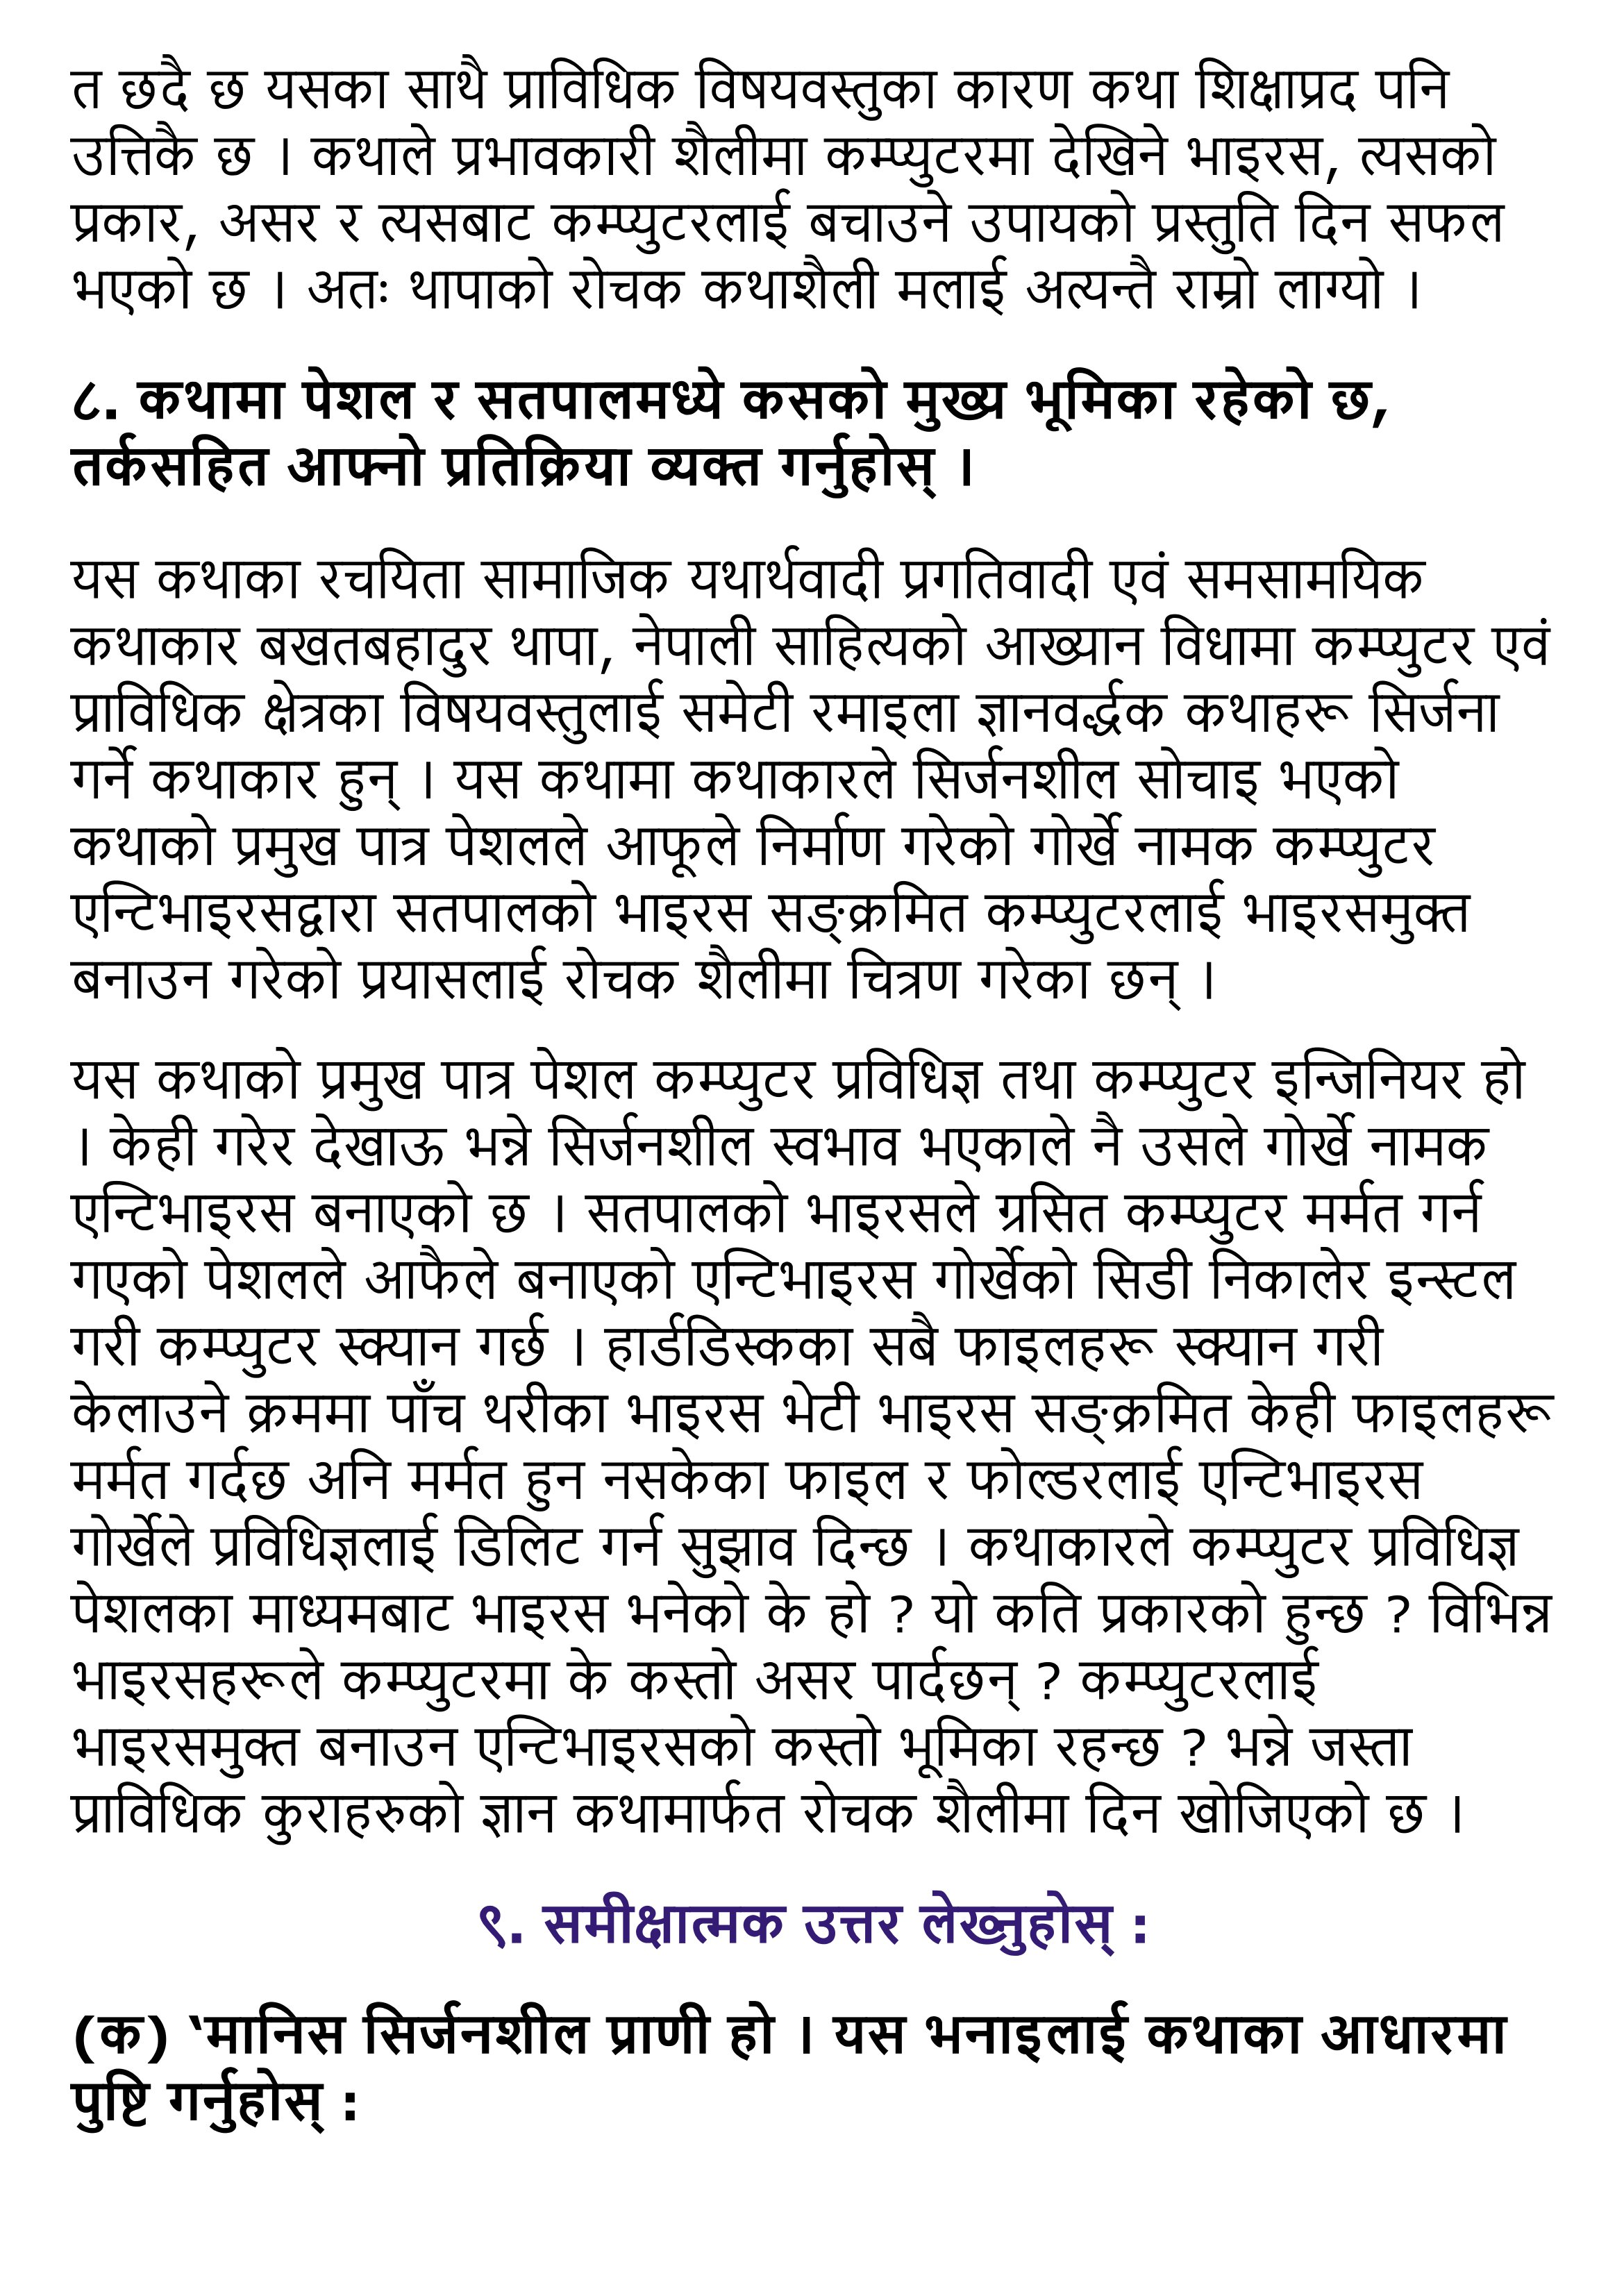 त छदै छ यसका साथै प्राविधिक विषयवस्तुका कारण कथा शिक्षाप्रद पनि
उत्तिकै छ । कथाले प्रभावकारी शैलीमा कम्प्युटरमा देखिने भाइरस, त्यसको
प्रकार, असर र त्यसबाट कम्प्युटरलाई बचाउने उपायको प्रस्तुति दिन सफल
भएको छ । अतः थापाको रोचक कथाशैली मलाई अत्यन्तै राम्रो लाग्यो ।
८. कथामा पेशल र सतपालमध्ये कसको मुख्य भूमिका रहेको छ,
तर्कसहित आफ्नो प्रतिक्रिया व्यक्त गर्नुहोस् ।
यस कथाका रचयिता सामाजिक यथार्थवादी प्रगतिवादी एवं समसामयिक
कथाकार बखतबहादुर थापा, नेपाली साहित्यको आख्यान विधामा कम्प्युटर एवं
प्राविधिक क्षेत्रका विषयवस्तुलाई समेटी रमाइला ज्ञानवर्द्धक कथाहरू सिर्जना
गर्ने कथाकार हुन् । यस कथामा कथाकारले सिर्जनशील सोचाइ भएको
कथाको प्रमुख पात्र पेशलले आफूले निर्माण गरेको गोर्खे नामक कम्प्युटर
एन्टिभाइरसद्वारा सतपालको भाइरस सङ्क्रमित कम्प्युटरलाई भाइरसमुक्त
बनाउन गरेको प्रयासलाई रोचक शैलीमा चित्रण गरेका छन् ।
यस कथाको प्रमुख पात्र पेशल कम्प्युटर प्रविधिज्ञ तथा कम्प्युटर इन्जिनियर हो
। केही गरेर देखाऊ भन्ने सिर्जनशील स्वभाव भएकाले नै उसले गोर्खे नामक
एन्टिभाइरस बनाएको छ । सतपालको भाइरसले ग्रसित कम्प्युटर मर्मत गर्न
गएको पेशलले आफैले बनाएको एन्टिभाइरस गोर्खेको सिडी निकालेर इन्स्टल
गरी कम्प्युटर स्क्यान गर्छ । हार्डडिस्कका सबै फाइलहरू स्क्यान गरी
केलाउने क्रममा पाँच थरीका भाइरस भेटी भाइरस सङ्क्रमित केही फाइलहरू
मर्मत गर्दछ अनि मर्मत हुन नसकेका फाइल र फोल्डरलाई एन्टिभाइरस
गोर्खेले प्रविधिज्ञलाई डिलिट गर्न सुझाव दिन्छ । कथाकारले कम्प्युटर प्रविधिज्ञ
पेशलका माध्यमबाट भाइरस भनेको के हो ? यो कति प्रकारको हुन्छ ? विभिन्न
भाइरसहरूले कम्प्युटरमा के कस्तो असर पार्दछन् ? कम्प्युटरलाई
भाइरसमुक्त बनाउन एन्टिभाइरसको कस्तो भूमिका रहन्छ ? भन्ने जस्ता
प्राविधिक कुराहरुको ज्ञान कथामार्फत रोचक शैलीमा दिन खोजिएको छ ।
९. समीक्षात्मक उत्तर लेख्नुहोस् :
(क) ‘मानिस सिर्जनशील प्राणी हो । यस भनाइलाई कथाका आधारमा
पुष्टि गर्नुहोस् :